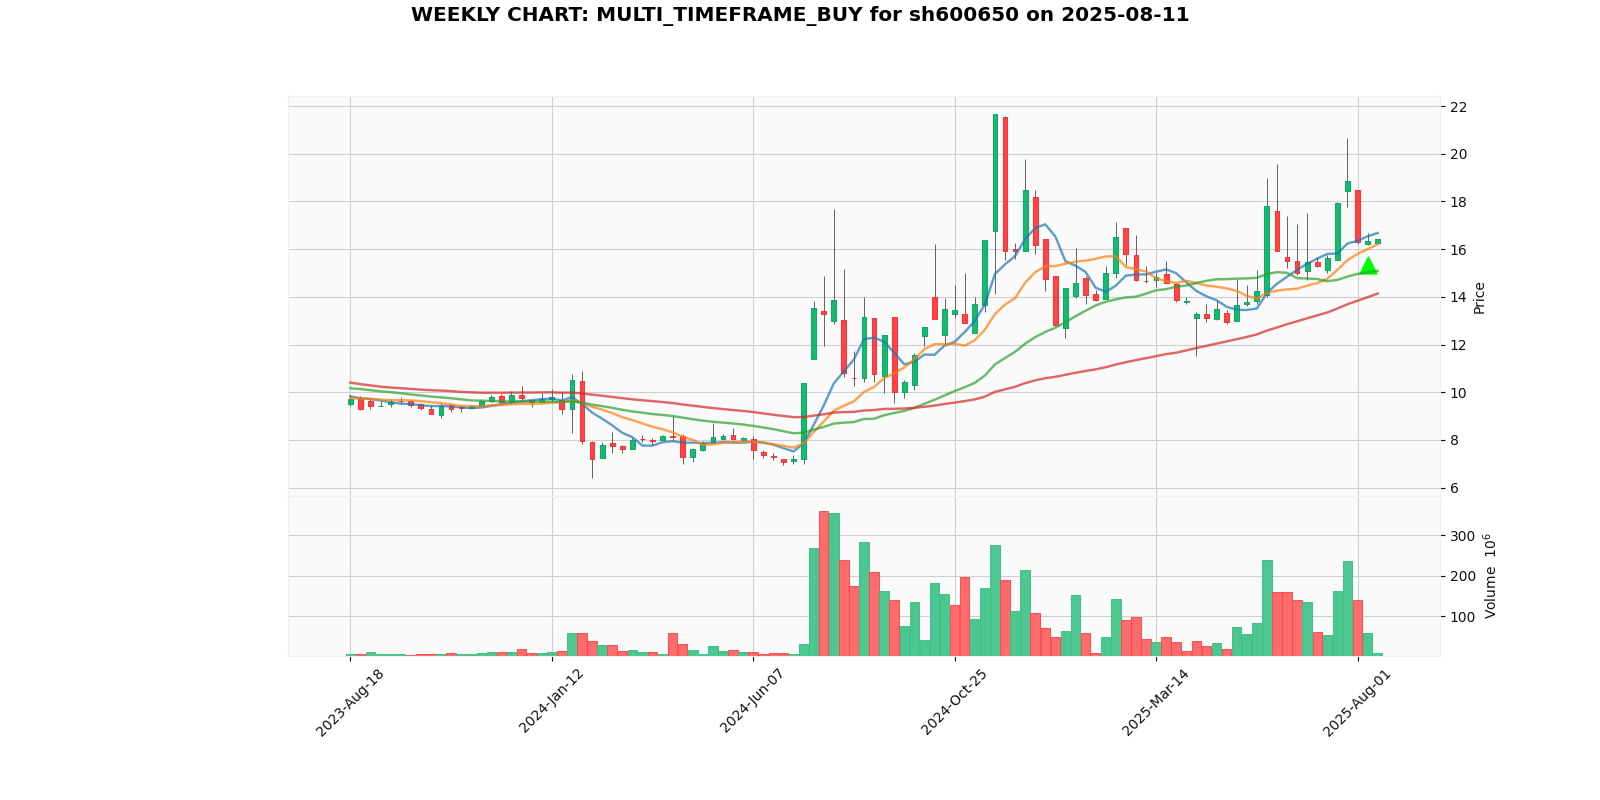 WEEKLY CHART: MULTI_TIMEFRAME_BUY for sh600650 on 2025-08-11
22
20
18
16
14
12
10
8
6
Price
300
200
100
Volume 10⁶
2023-Aug-18
2024-Jan-12
2024-Jun-07
2024-Oct-25
2025-Mar-14
2025-Aug-01